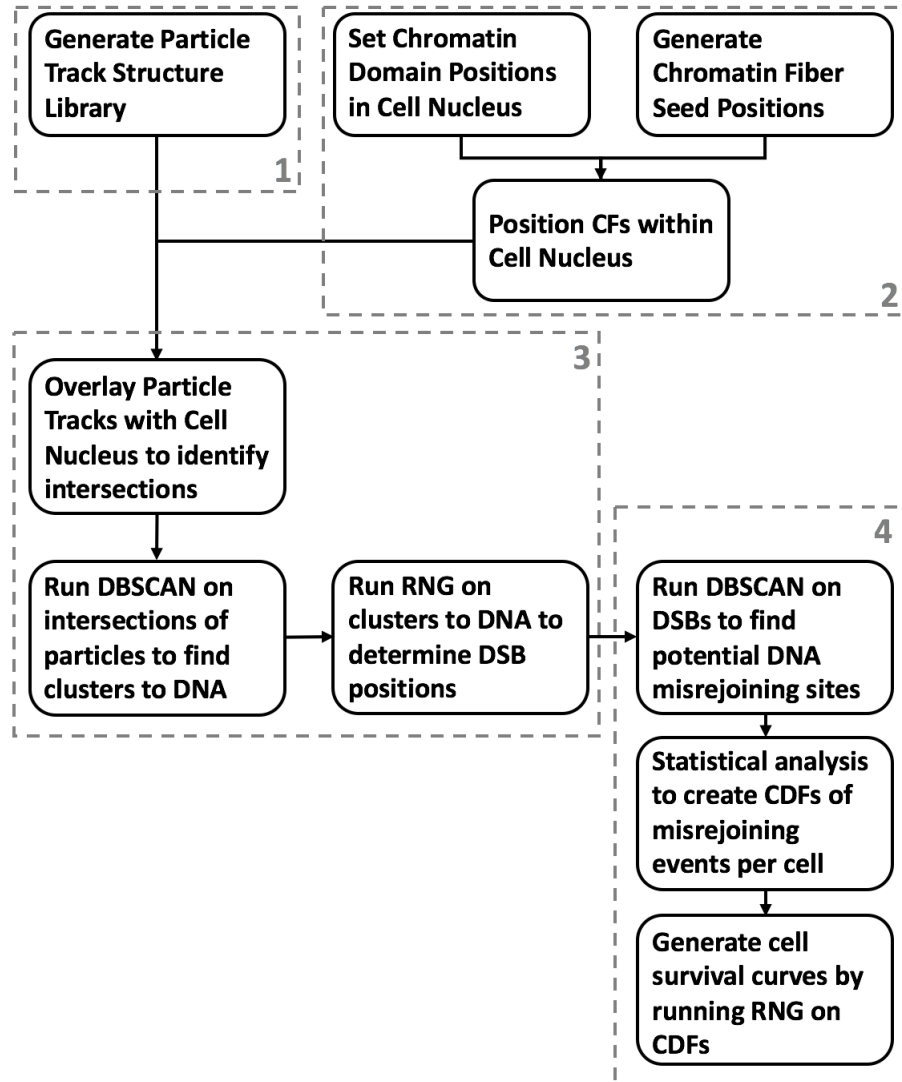 Generate Particle
Track Structure
Library
1
Set Chromatin
Domain Positions
in Cell Nucleus
Generate
Chromatin Fiber
Seed Positions
Position CFs within
Cell Nucleus
2
3
Overlay Particle
Tracks with Cell
Nucleus to identify
intersections
Run DBSCAN on
intersections of
particles to find
clusters to DNA
Run RNG on
clusters to DNA to
determine DSB
positions
4
Run DBSCAN on
DSBs to find
potential DNA
misrejoining sites
Statistical analysis
to create CDFs of
misrejoining
events per cell
Generate cell
survival curves by
running RNG on
CDFs